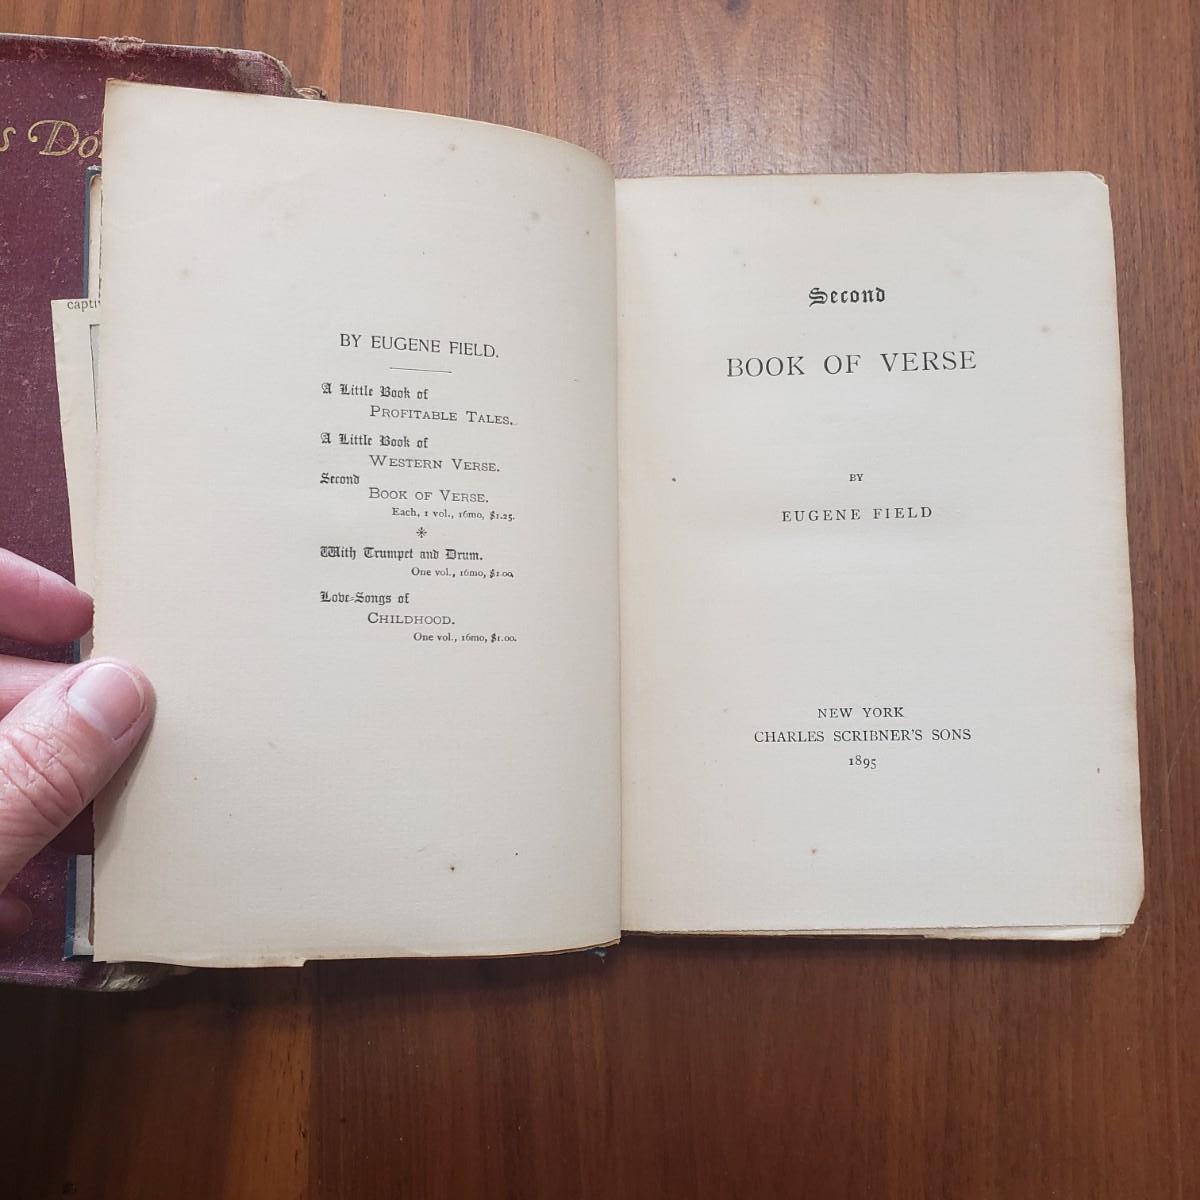 s Do
capti
BY EUGENE FIELD.
A Little Book of
PROFITABLE TALES.
A Little Book of
WESTERN VERSE.
Second
BOOK OF VERSE.
Each, 1 vol., 16mo, $1.25.
With Trumpet and Drum.
One vol., 16mo, $1.00.
Love-Songs of
CHILDHOOD.
One vol., 16mo, $1.00.
Second
BOOK OF VERSE
BY
EUGENE FIELD
NEW YORK
CHARLES SCRIBNER'S SONS
1895